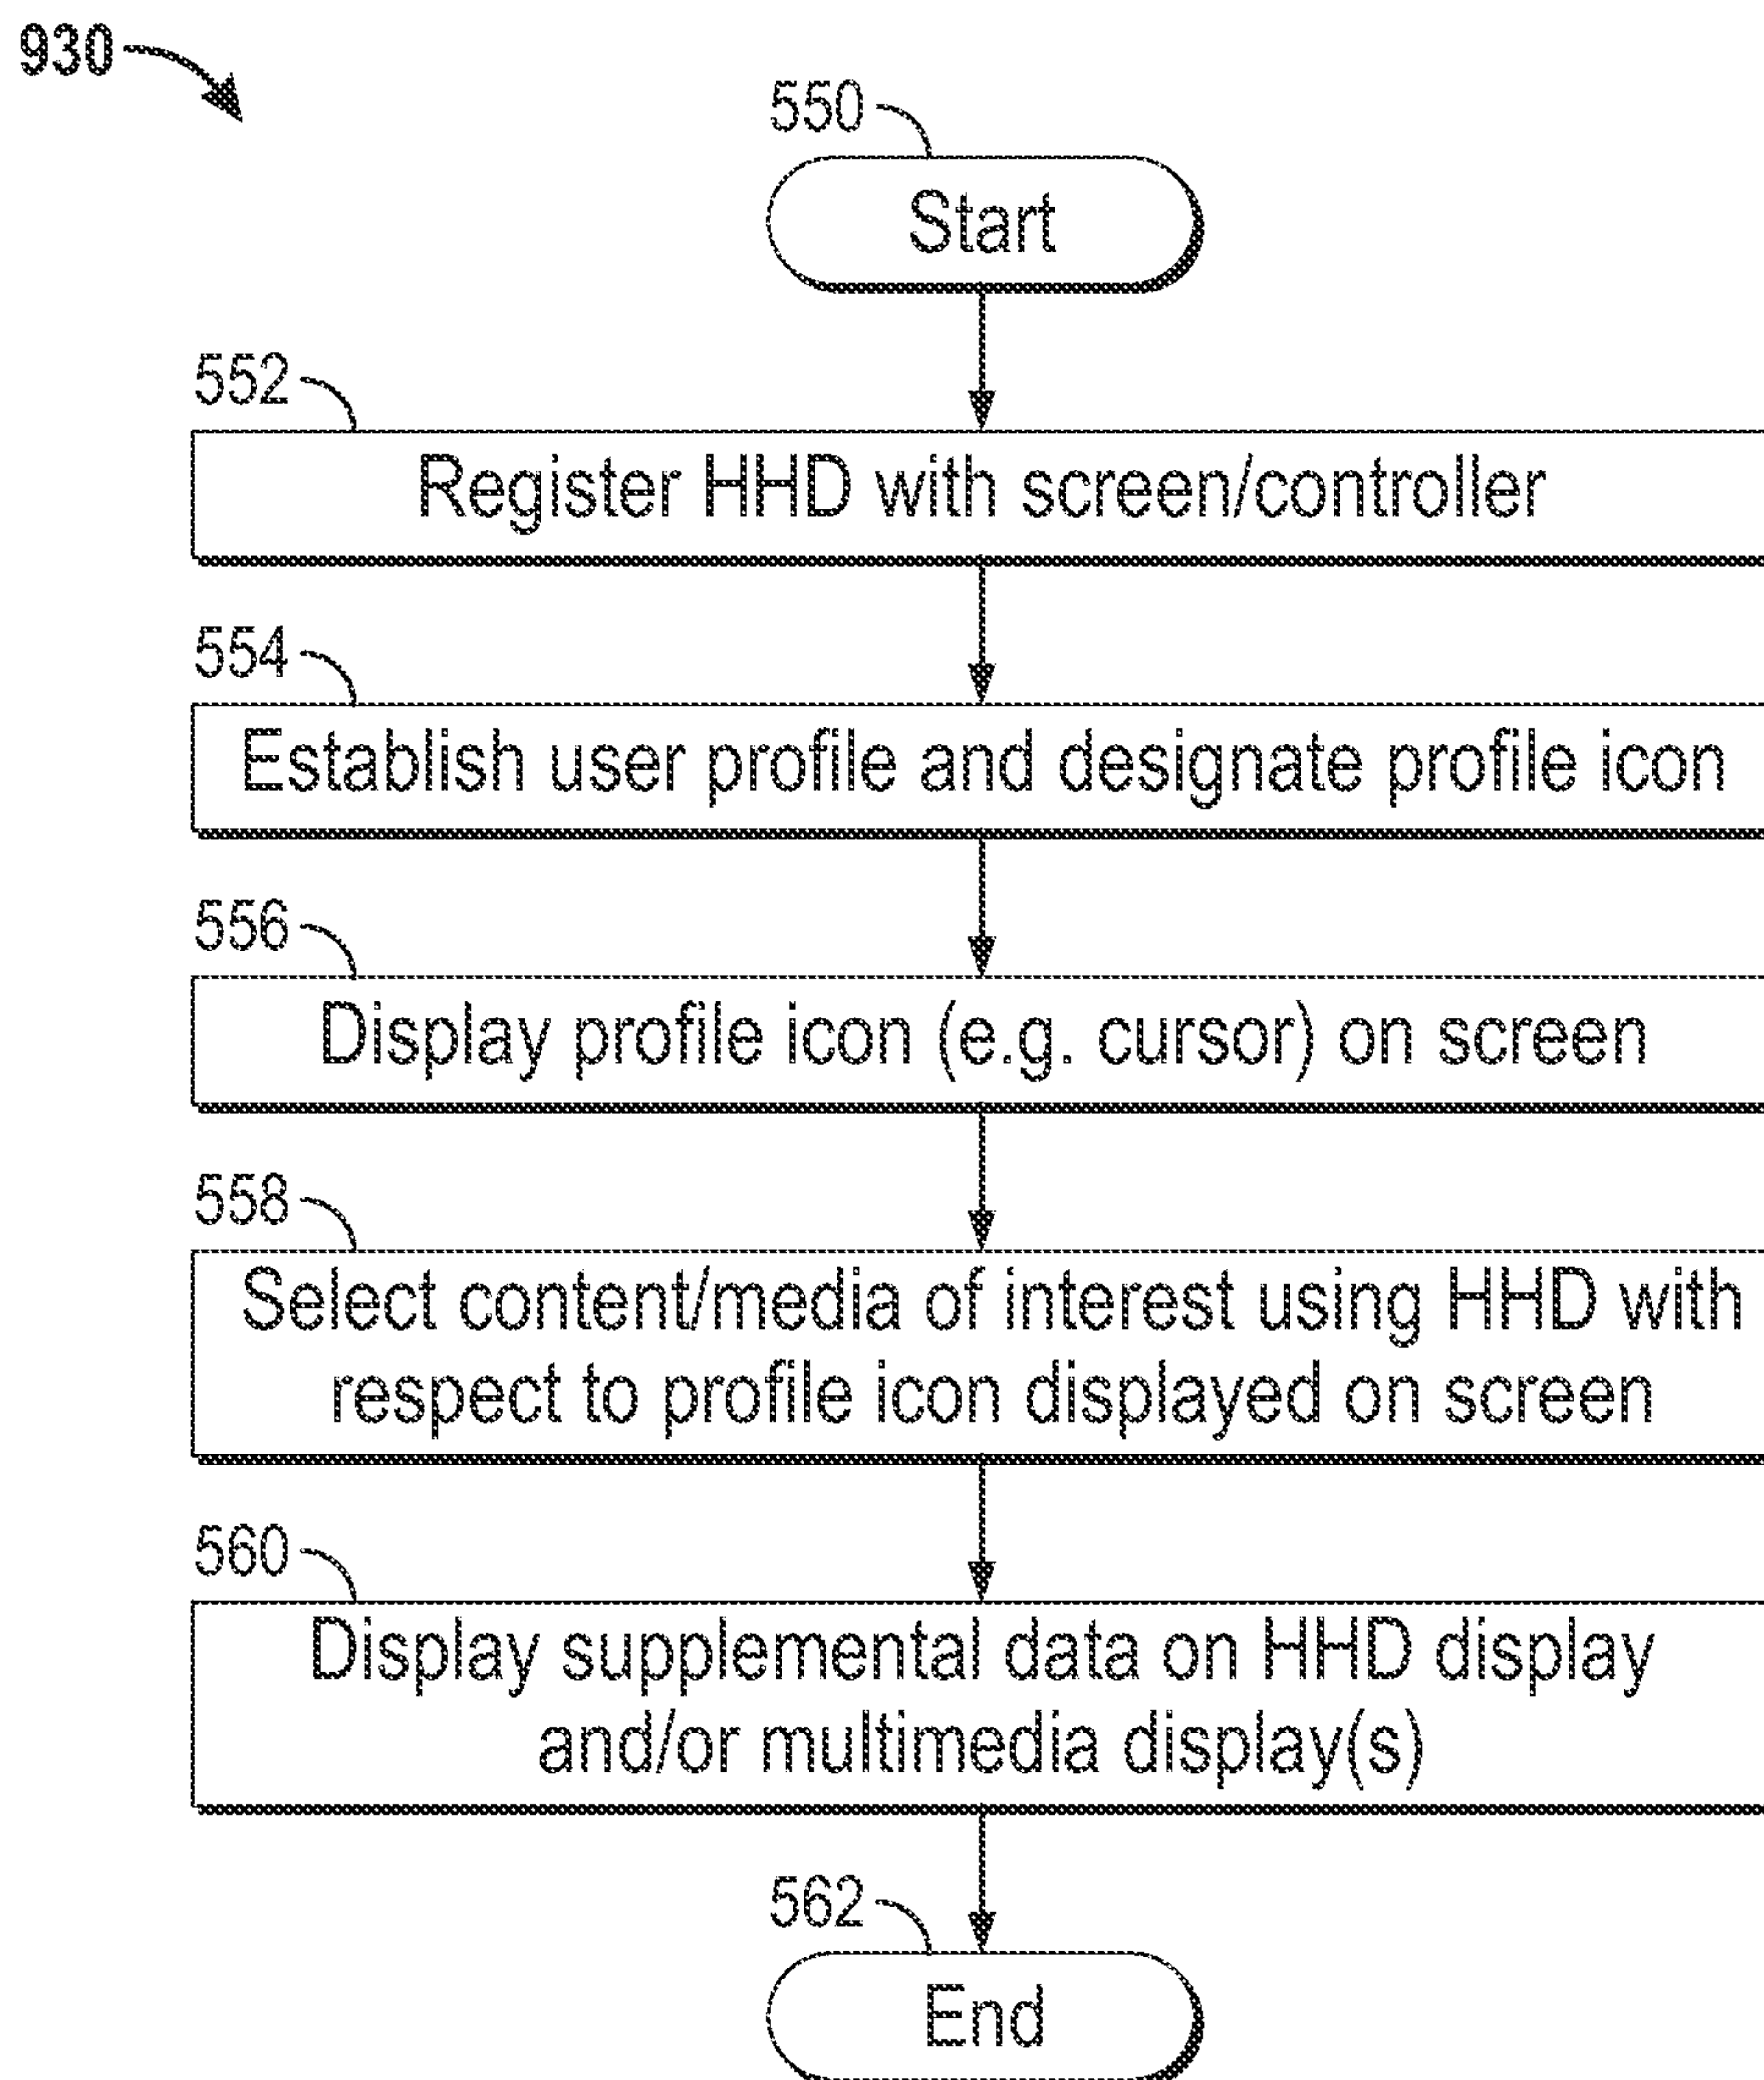 930
550
Start
552
Register HHD with screen/controller
554
Establish user profile and designate profile icon
556
Display profile icon (e.g. cursor) on screen
558
Select content/media of interest using HHD with
respect to profile icon displayed on screen
560
Display supplemental data on HHD display
and/or multimedia display(s)
562
End